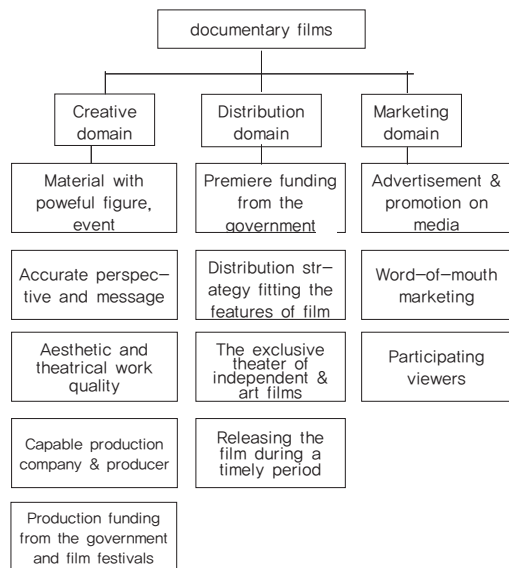 documentary films
Creative
domain
Distribution
domain
Marketing
domain
Material with
poweful figure,
event
Premiere funding
from the
government
Advertisement &
promotion on
media
Accurate perspec-
tive and message
Distribution str-
ategy fitting the
features of film
Word-of-mouth
marketing
Aesthetic and
theatrical work
quality
The exclusive
theater of
independent &
art films
Participating
viewers
Capable production
company & producer
Releasing the
film during a
timely period
Production funding
from the government
and film festivals